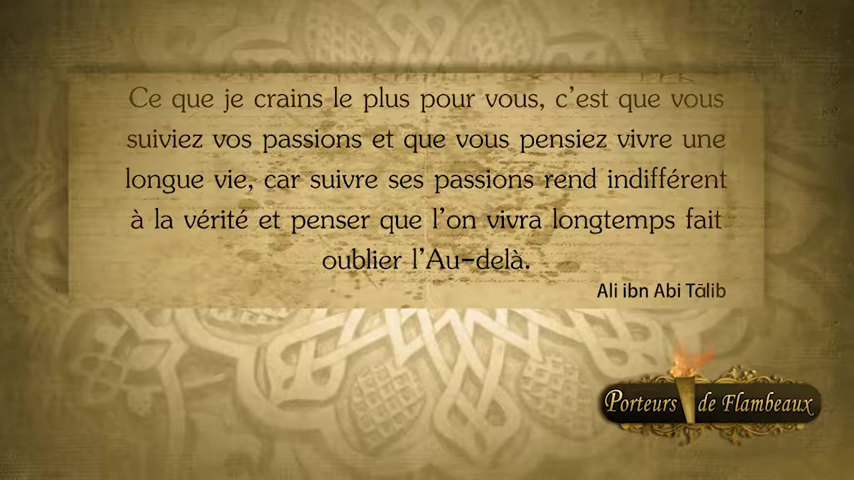 Ce que je crains le plus pour vous, c’est que vous
suiviez vos passions et que vous pensiez vivre une
longue vie, car suivre ses passions rend indifférent
à la vérité et penser que l’on vivra longtemps fait
oublier l’Au-delà.
Ali ibn Abi Tālib
Porteurs de Flambeaux